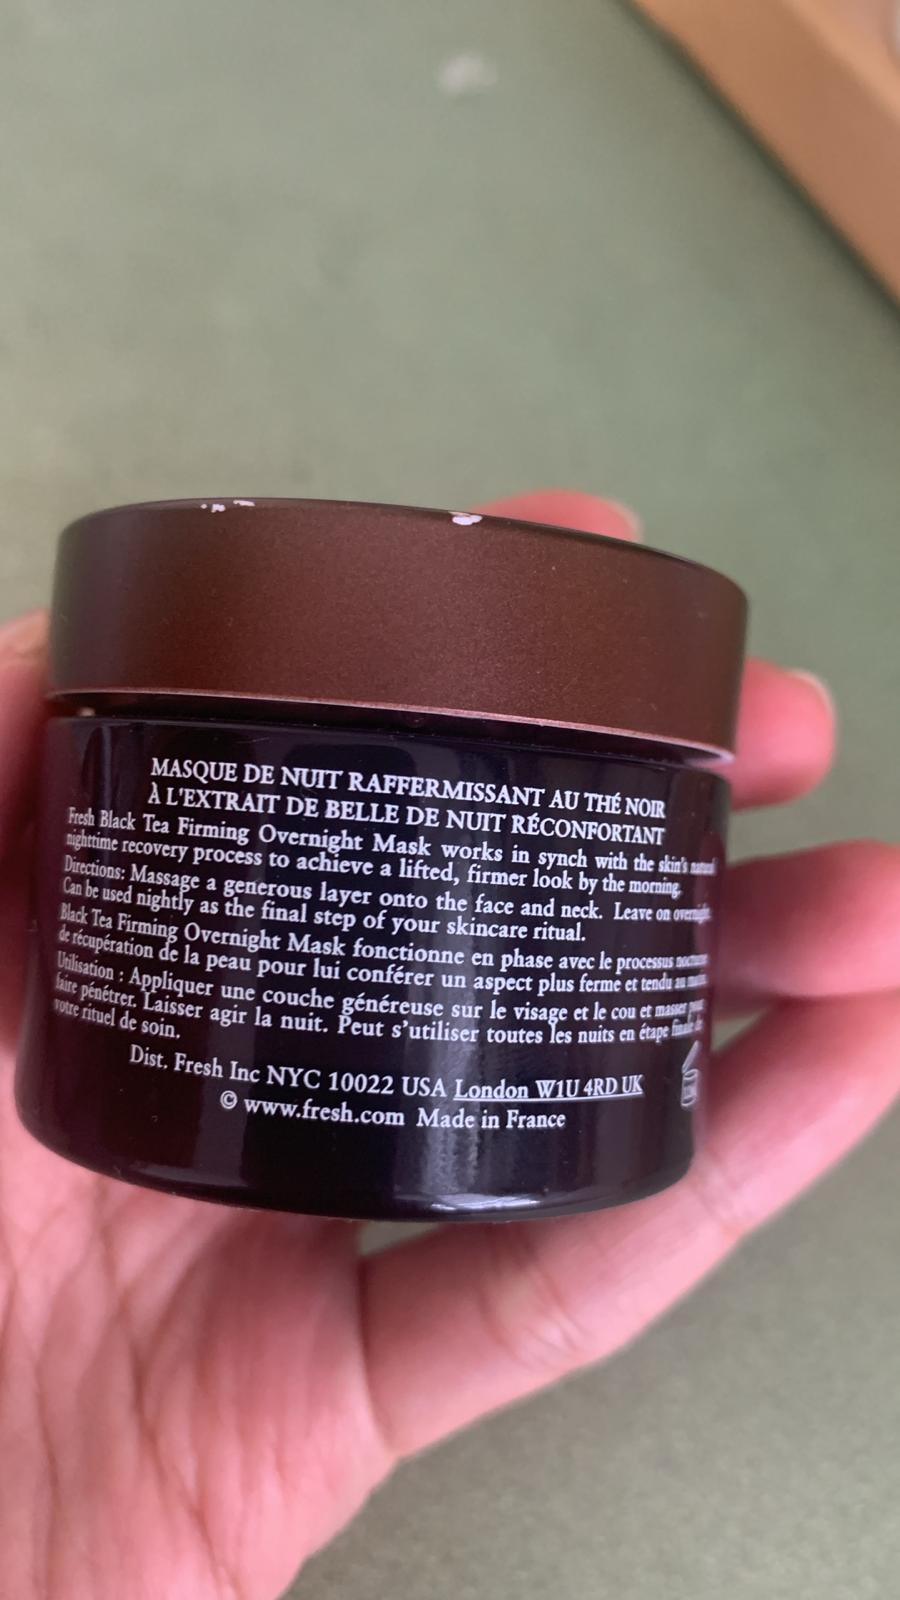 MASQUE DE NUIT RAFFERMISSANT AU THÉ NOIR
À L'EXTRAIT DE BELLE DE NUIT RÉCONFORTANT
Fresh Black Tea Firming Overnight Mask works in synch with the skin's natural
nighttime recovery process to achieve a lifted, firmer look by the morning.
Directions: Massage a generous layer onto the face and neck. Leave on overnight.
Can be used nightly as the final step of your skincare ritual.
Black Tea Firming Overnight Mask fonctionne en phase avec le processus nocturne
de récupération de la peau pour lui conférer un aspect plus ferme et tendu au matin.
Utilisation : Appliquer une couche généreuse sur le visage et le cou et masser pour
faire pénétrer. Laisser agir la nuit. Peut s'utiliser toutes les nuits en étape finale de
votre rituel de soin.
Dist. Fresh Inc NYC 10022 USA London W1U 4RD UK
© www.fresh.com Made in France